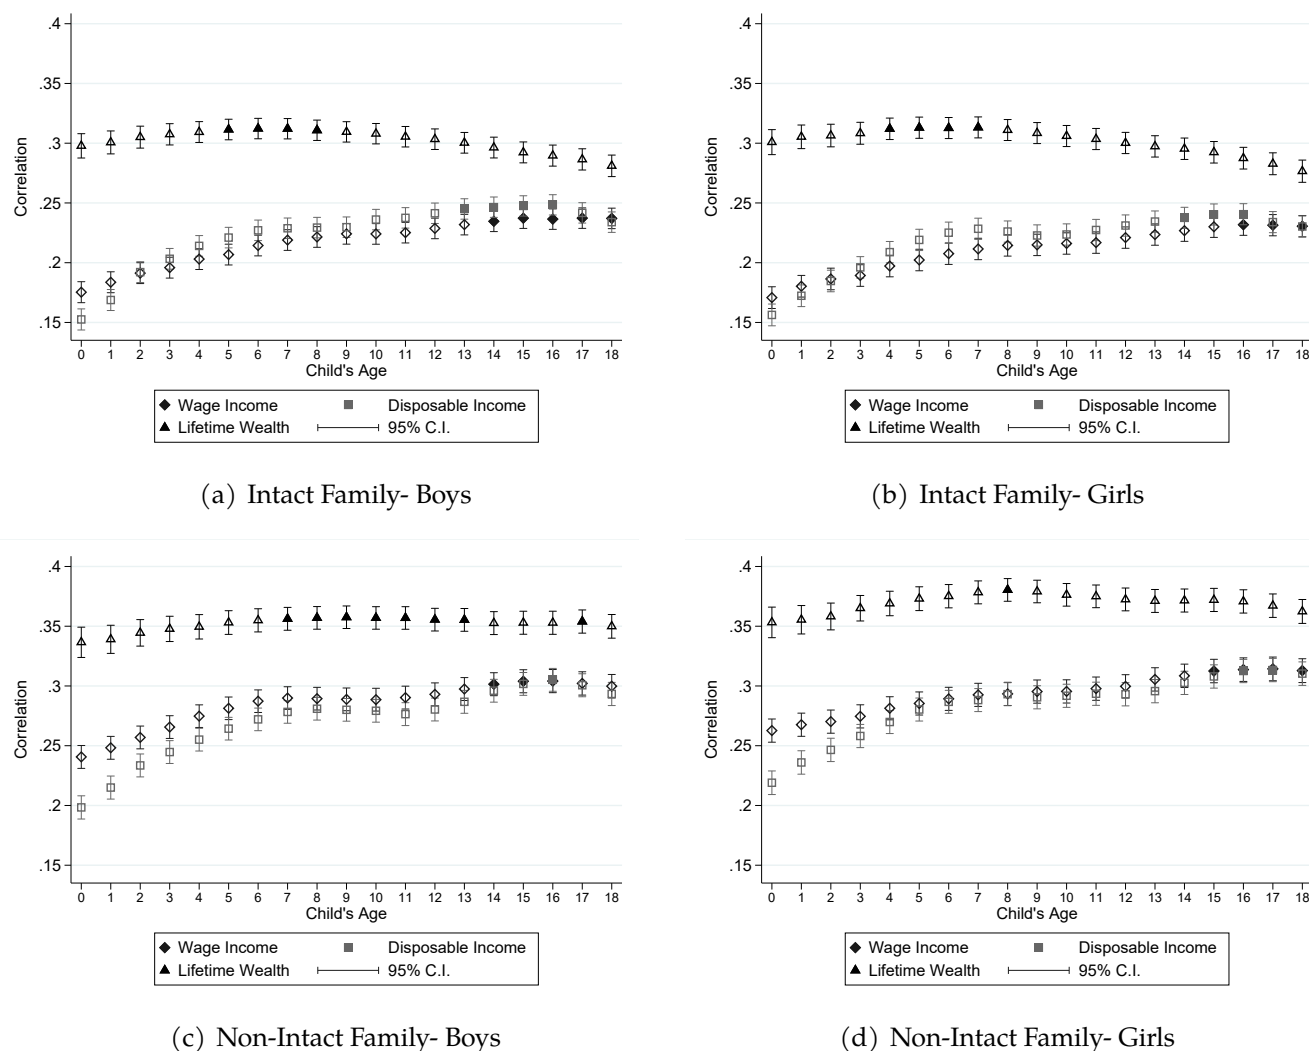 .4
.35
.3
.25
.2
.15
Correlation
0 1 2 3 4 5 6 7 8 9 10 11 12 13 14 15 16 17 18
Child's Age
Wage Income Disposable Income
Lifetime Wealth 95% C.I.
(a) Intact Family- Boys
.4
.35
.3
.25
.2
.15
Correlation
0 1 2 3 4 5 6 7 8 9 10 11 12 13 14 15 16 17 18
Child's Age
Wage Income Disposable Income
Lifetime Wealth 95% C.I.
(b) Intact Family- Girls
.4
.35
.3
.25
.2
.15
Correlation
0 1 2 3 4 5 6 7 8 9 10 11 12 13 14 15 16 17 18
Child's Age
Wage Income Disposable Income
Lifetime Wealth 95% C.I.
(c) Non-Intact Family- Boys
.4
.35
.3
.25
.2
.15
Correlation
0 1 2 3 4 5 6 7 8 9 10 11 12 13 14 15 16 17 18
Child's Age
Wage Income Disposable Income
Lifetime Wealth 95% C.I.
(d) Non-Intact Family- Girls